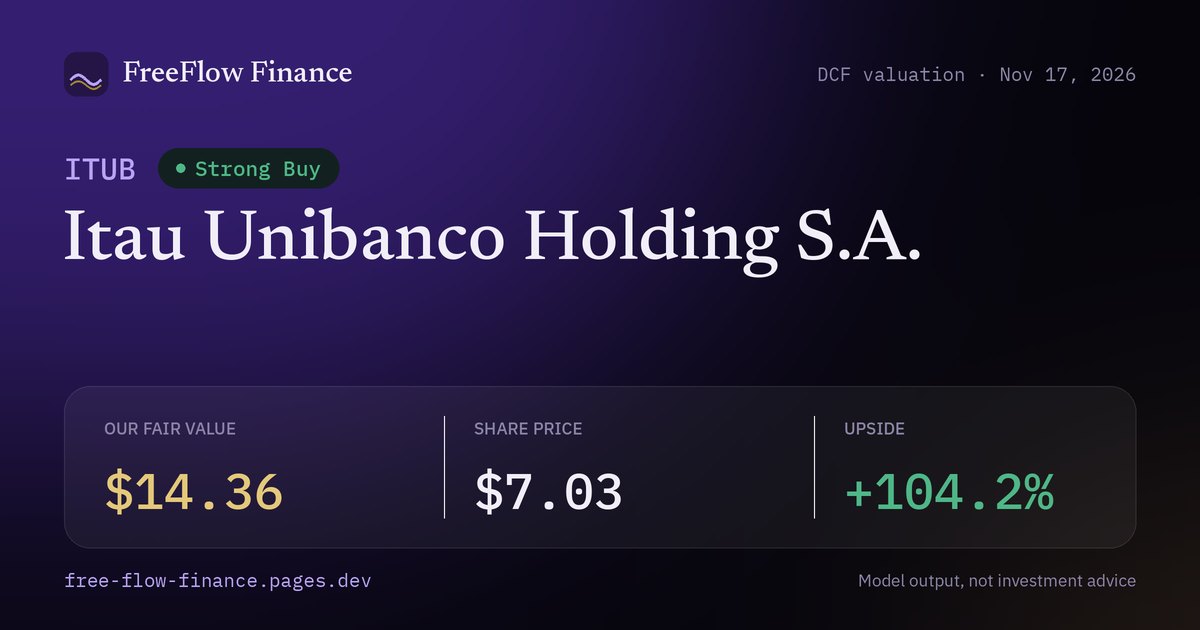 FreeFlow Finance
DCF valuation · Nov 17, 2026
ITUB
Strong Buy
Itau Unibanco Holding S.A.
OUR FAIR VALUE
SHARE PRICE
UPSIDE
$14.36
$7.03
+104.2%
free-flow-finance.pages.dev
Model output, not investment advice